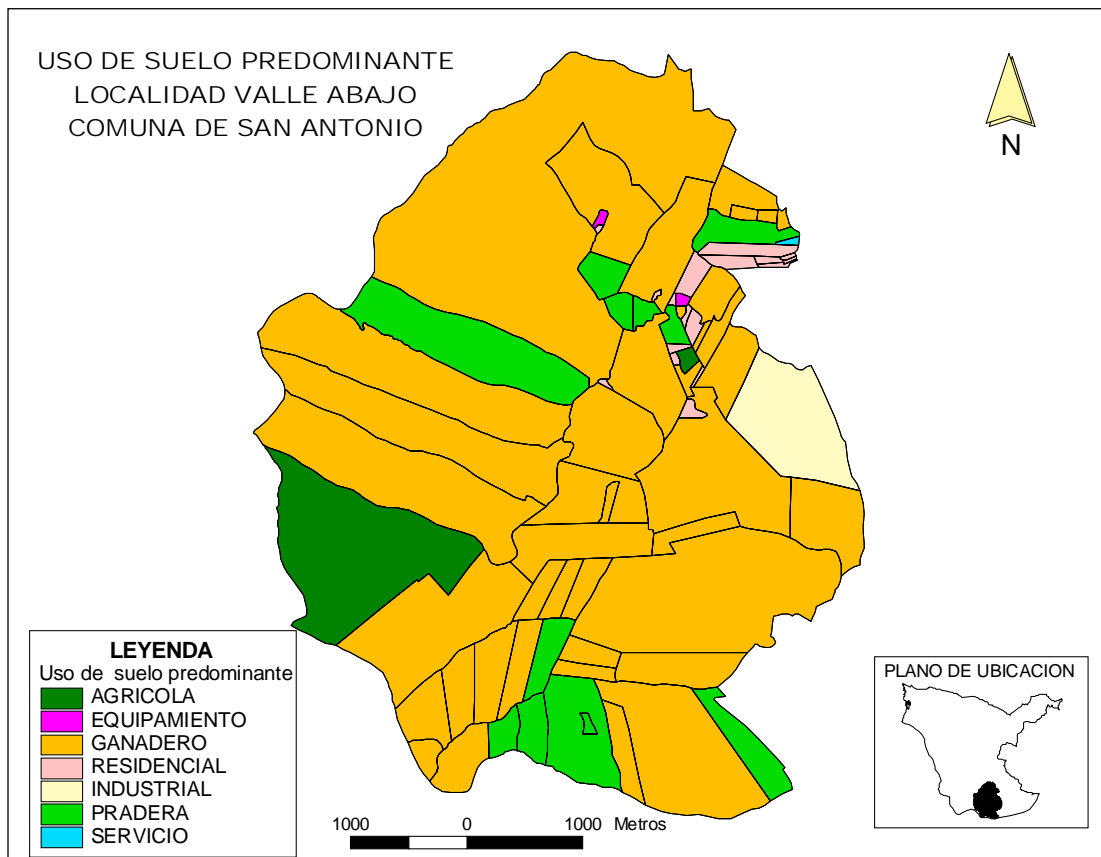 USO DE SUELO PREDOMINANTE
LOCALIDAD VALLE ABAJO
COMUNA DE SAN ANTONIO
N
LEYENDA
Uso de suelo predominante
AGRICOLA
EQUIPAMIENTO
GANADERO
RESIDENCIAL
INDUSTRIAL
PRADERA
SERVICIO
1000 0 1000 Metros
PLANO DE UBICACION